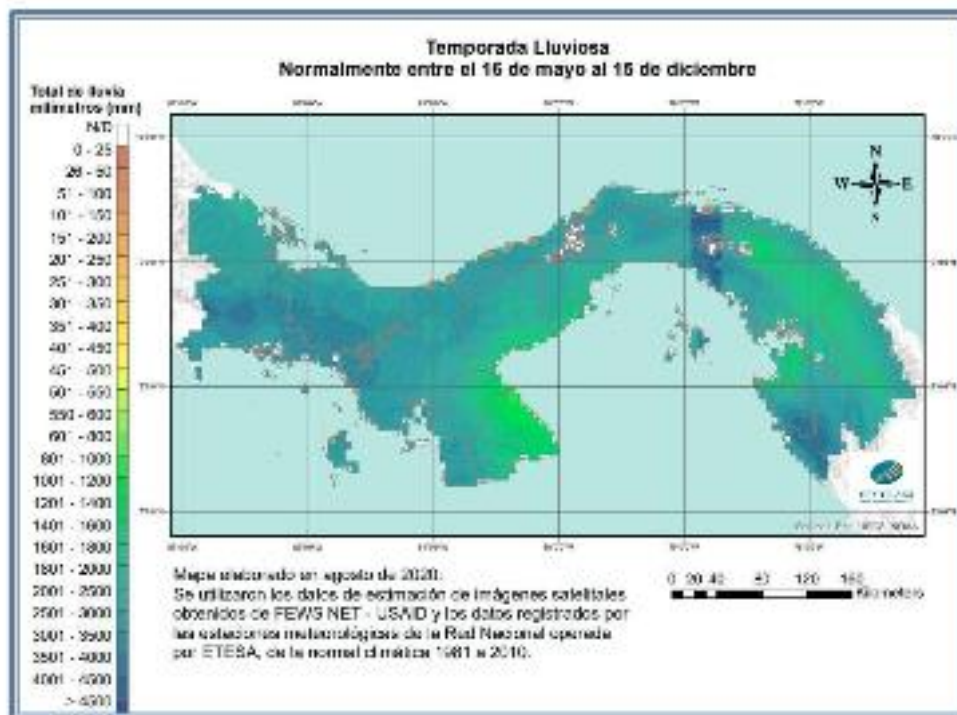 Temporada Lluviosa
Normalmente entre el 16 de mayo al 15 de diciembre
Total de lluvia
milímetros (mm)
N/D
0 - 25
26 - 50
51 - 100
101 - 150
151 - 200
201 - 250
251 - 300
301 - 350
351 - 400
401 - 450
451 - 500
501 - 550
550 - 600
601 - 800
801 - 1000
1001 - 1200
1201 - 1400
1401 - 1600
1601 - 1800
1801 - 2000
2001 - 2500
2501 - 3000
3001 - 3500
3501 - 4000
4001 - 4500
> 4500
N
W E
S
Mapa elaborado en agosto de 2020.
Se utilizaron los datos de estimación de imágenes satelitales
obtenidos de FEWS NET - USAID y los datos registrados por
las estaciones meteorológicas de la Red Nacional operada
por ETESA, de la normal climática 1981 a 2010.
0 20 40 80 120 160
Kilometers